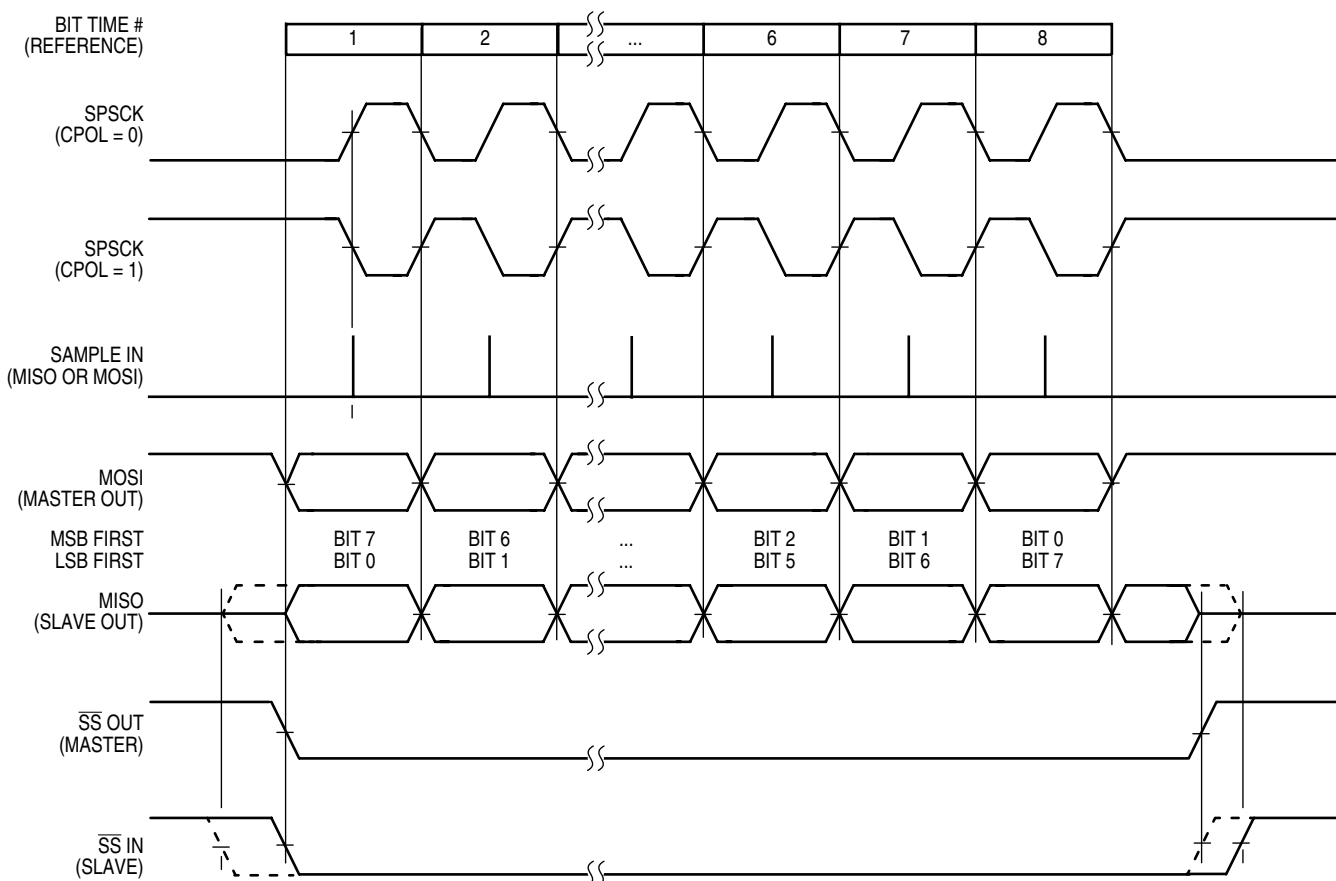 BIT TIME #
(REFERENCE)
1 2 ... 6 7 8
SPSCK
(CPOL = 0)
SPSCK
(CPOL = 1)
SAMPLE IN
(MISO OR MOSI)
MOSI
(MASTER OUT)
MSB FIRST BIT 7 BIT 6 ... BIT 2 BIT 1 BIT 0
LSB FIRST BIT 0 BIT 1 ... BIT 5 BIT 6 BIT 7
MISO
(SLAVE OUT)
S̅S̅ OUT
(MASTER)
S̅S̅ IN
(SLAVE)